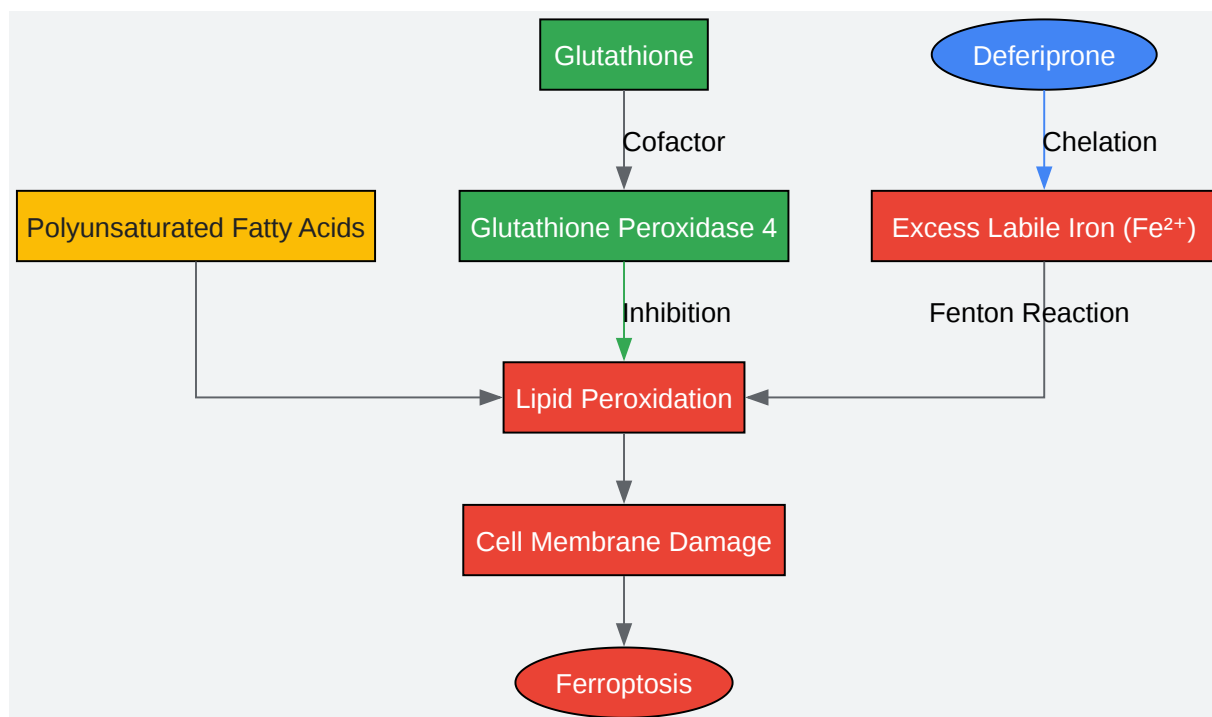 Glutathione
Deferiprone
Cofactor
Chelation
Polyunsaturated Fatty Acids
Glutathione Peroxidase 4
Excess Labile Iron (Fe²⁺)
Inhibition
Fenton Reaction
Lipid Peroxidation
Cell Membrane Damage
Ferroptosis